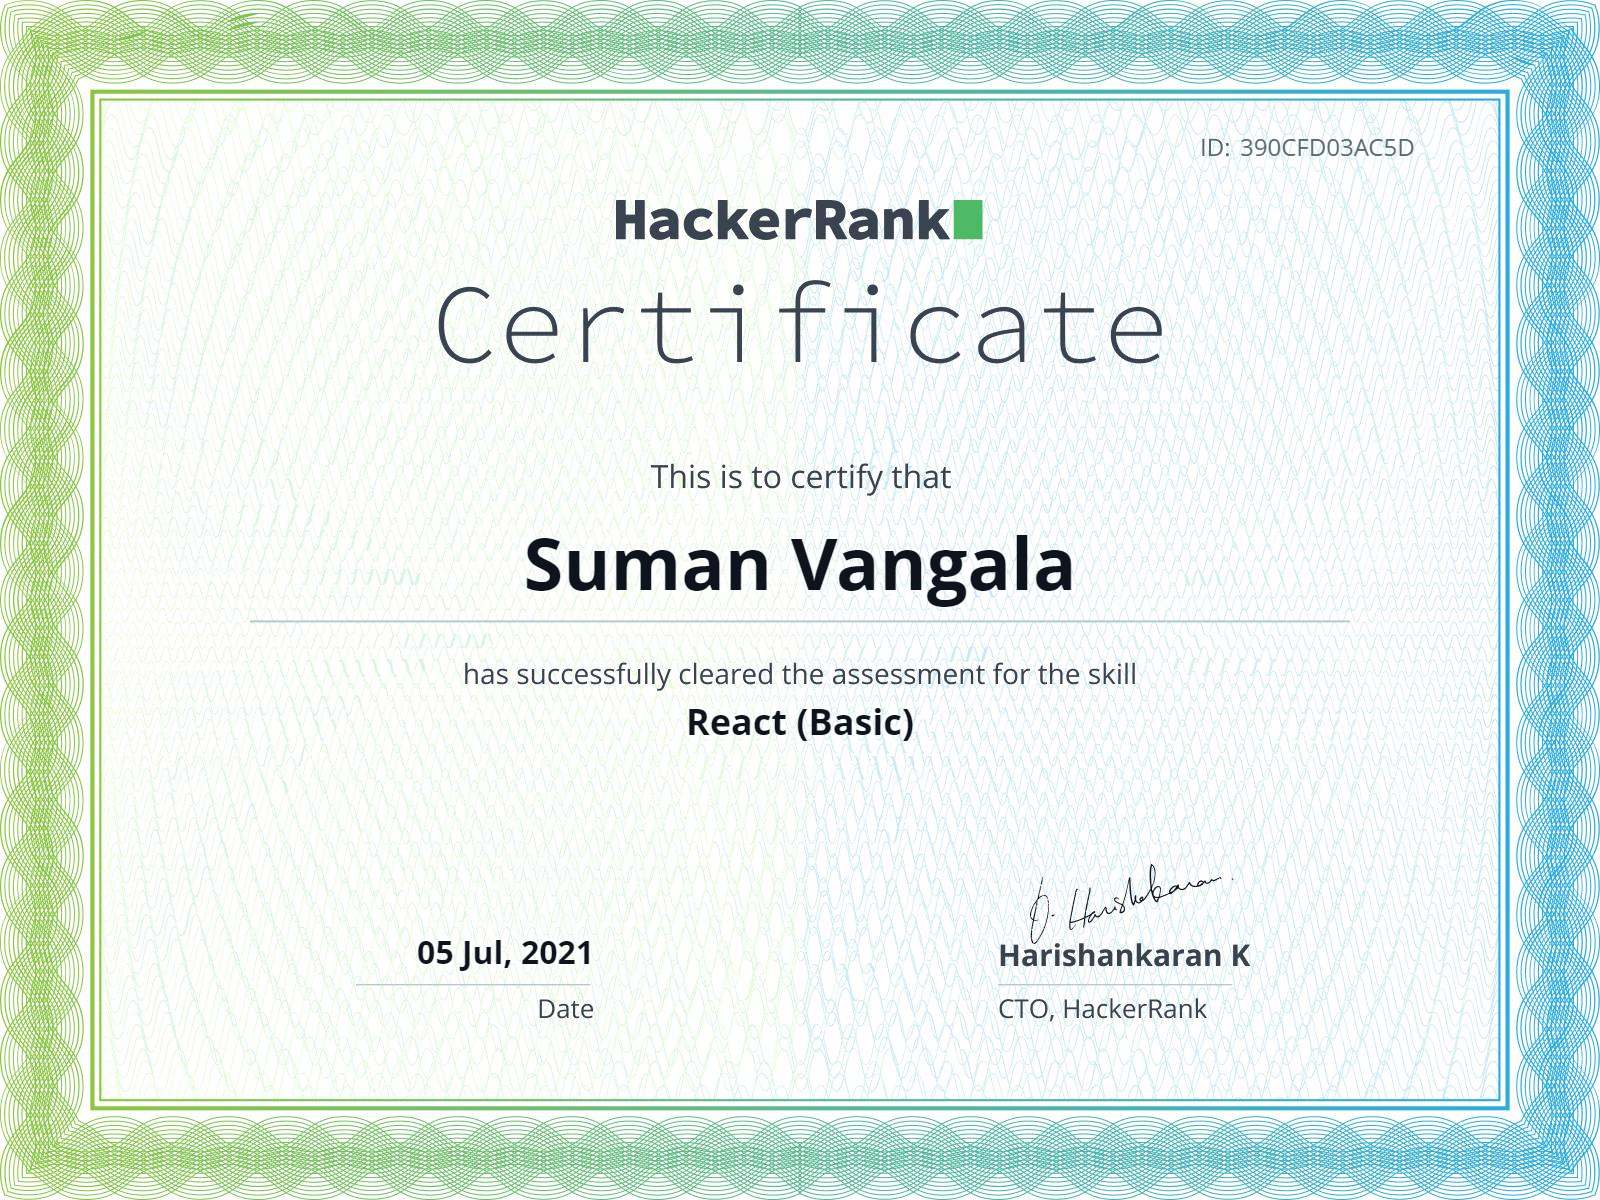 ID: 390CFD03AC5D
HackerRank
Certificate
This is to certify that
Suman Vangala
has successfully cleared the assessment for the skill
React (Basic)
05 Jul, 2021
Date
Harishankaran K
CTO, HackerRank